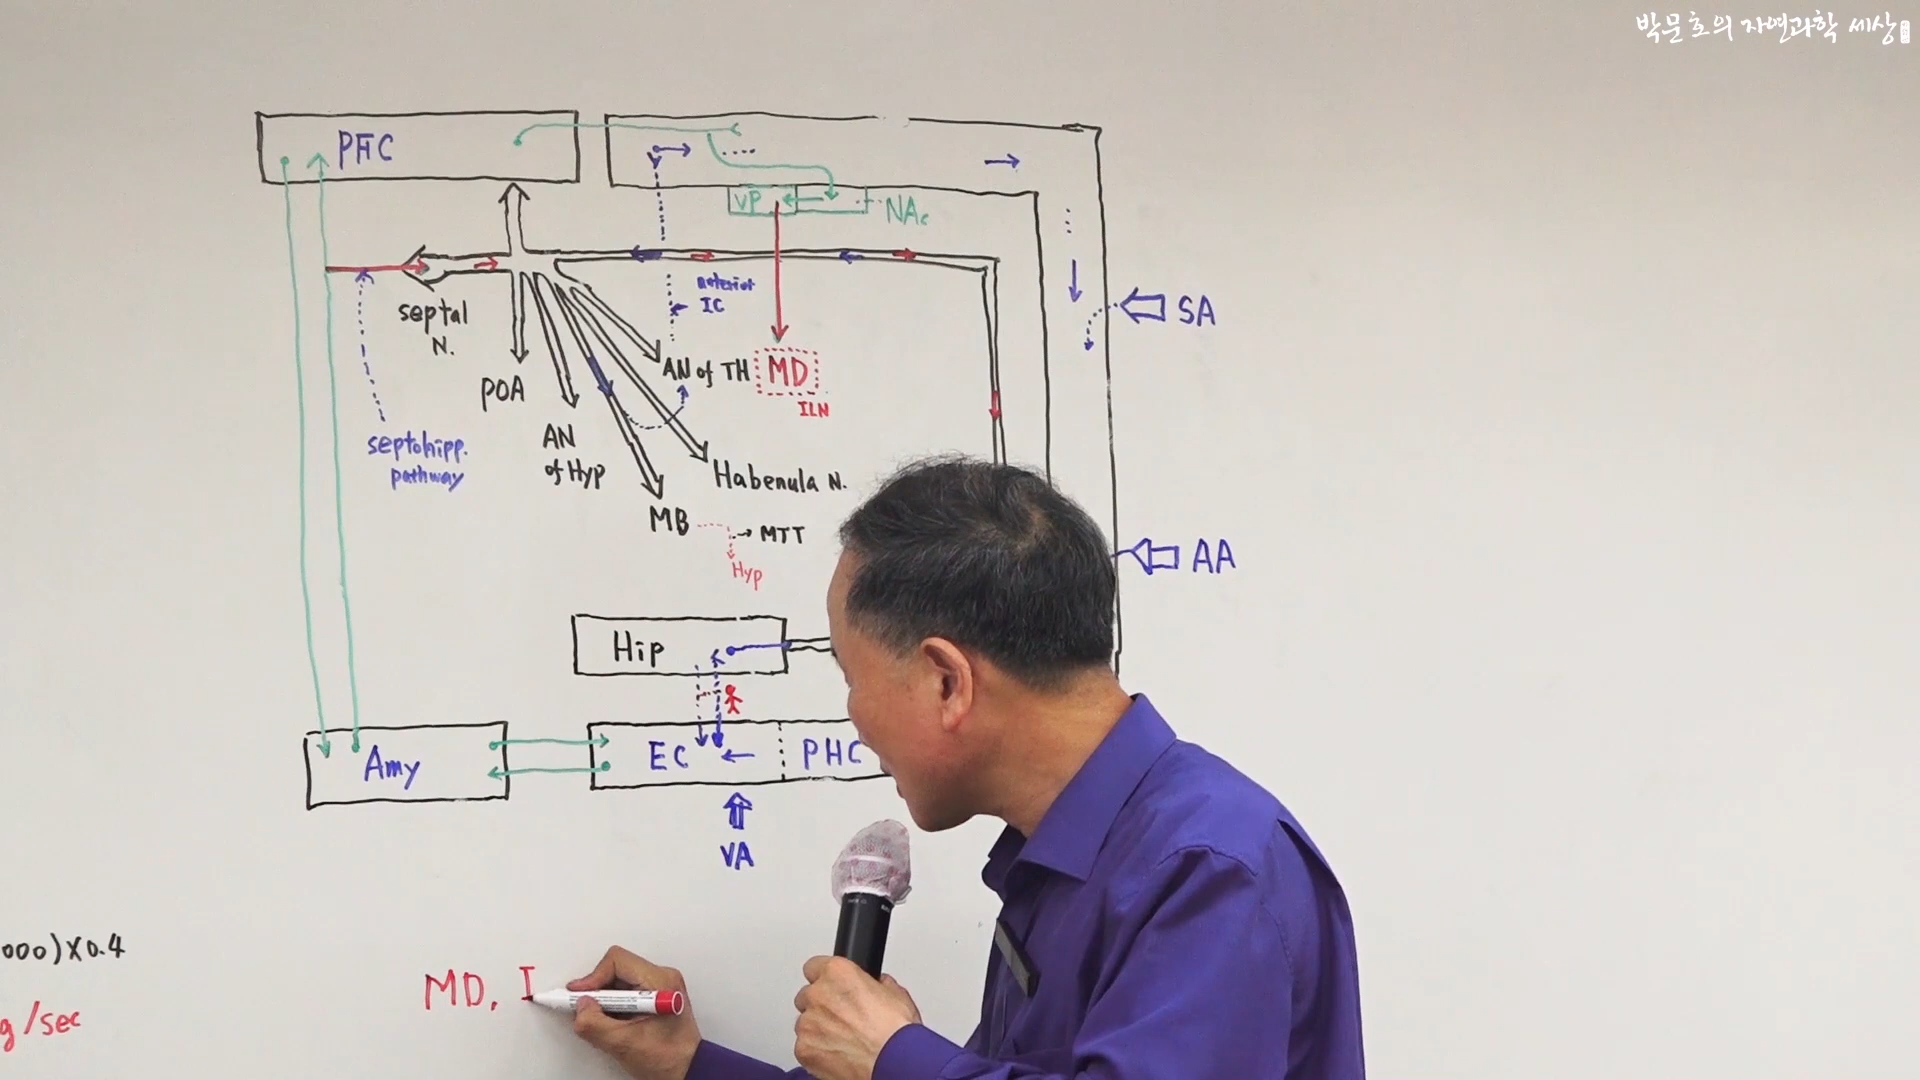 박문호의 자연과학 세상
PFC
VP
NAc
anterior
IC
SA
septal
N.
AN of TH
MD
ILN
POA
septohipp.
pathway
AN
of Hyp
Habenula N.
MB
MTT
Hyp
AA
Hip
Amy
EC
PHC
VA
000)X0.4
MD, I
g/sec